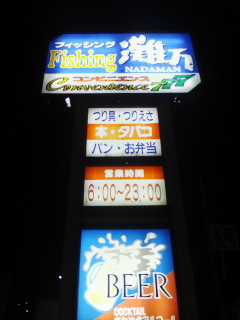 フィッシング
Fishing 灘万
NADAMAN
コンビニエンス
Convenience
つり具・つりえさ
本・タバコ
パン・お弁当
営業時間
6:00~23:00
BEER
COCKTAIL